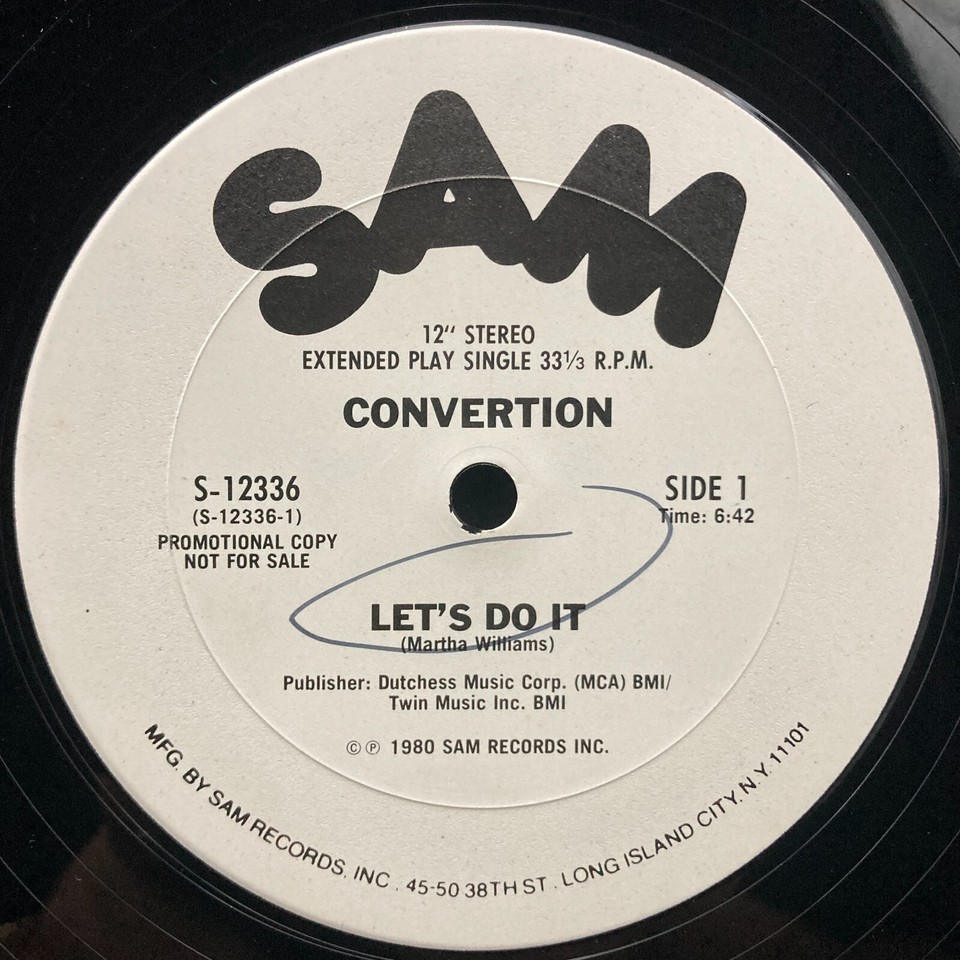 SAM
12" STEREO
EXTENDED PLAY SINGLE 33⅓ R.P.M.
CONVERTION
S-12336
(S-12336-1)
PROMOTIONAL COPY
NOT FOR SALE
SIDE 1
Time: 6:42
LET'S DO IT
(Martha Williams)
Publisher: Dutchess Music Corp. (MCA) BMI/
Twin Music Inc. BMI
©℗ 1980 SAM RECORDS INC.
MFG. BY SAM RECORDS, INC. 45-50 38TH ST., LONG ISLAND CITY, N.Y. 11101